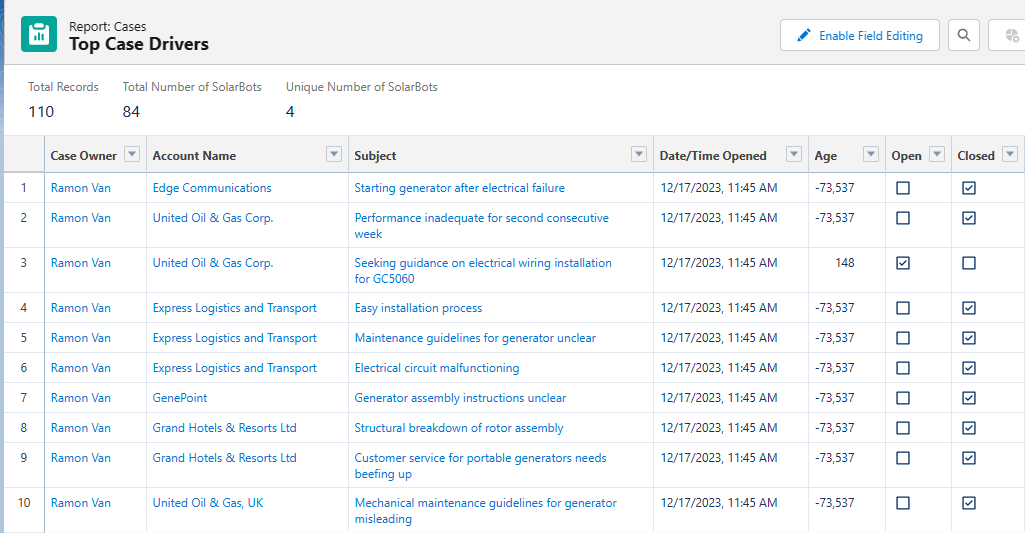 Report: Cases
Top Case Drivers
Enable Field Editing
Total Records Total Number of SolarBots Unique Number of SolarBots
110 84 4
Case Owner Account Name Subject Date/Time Opened Age Open Closed
1 Ramon Van Edge Communications Starting generator after electrical failure 12/17/2023, 11:45 AM -73,537
2 Ramon Van United Oil & Gas Corp. Performance inadequate for second consecutive 12/17/2023, 11:45 AM -73,537
week
3 Ramon Van United Oil & Gas Corp. Seeking guidance on electrical wiring installation 12/17/2023, 11:45 AM 148
for GC5060
4 Ramon Van Express Logistics and Transport Easy installation process 12/17/2023, 11:45 AM -73,537
5 Ramon Van Express Logistics and Transport Maintenance guidelines for generator unclear 12/17/2023, 11:45 AM -73,537
6 Ramon Van Express Logistics and Transport Electrical circuit malfunctioning 12/17/2023, 11:45 AM -73,537
7 Ramon Van GenePoint Generator assembly instructions unclear 12/17/2023, 11:45 AM -73,537
8 Ramon Van Grand Hotels & Resorts Ltd Structural breakdown of rotor assembly 12/17/2023, 11:45 AM -73,537
9 Ramon Van Grand Hotels & Resorts Ltd Customer service for portable generators needs 12/17/2023, 11:45 AM -73,537
beefing up
10 Ramon Van United Oil & Gas, UK Mechanical maintenance guidelines for generator 12/17/2023, 11:45 AM -73,537
misleading